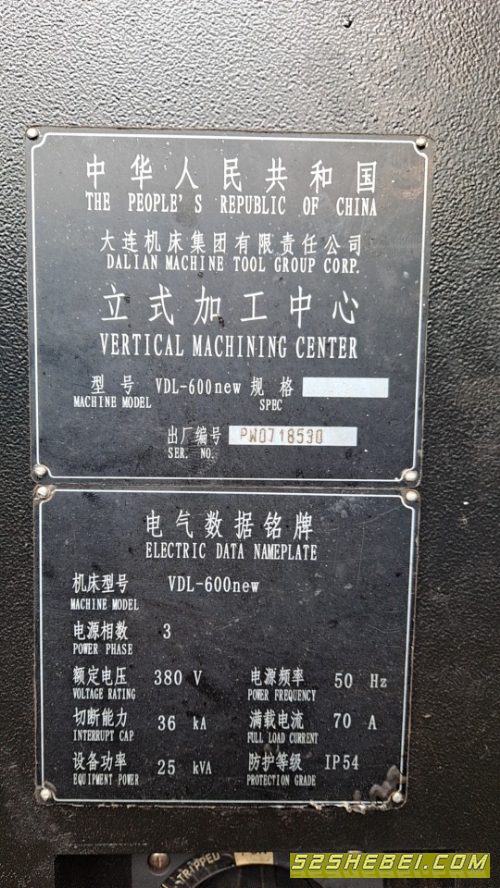 中华人民共和国
THE PEOPLE'S REPUBLIC OF CHINA
大连机床集团有限责任公司
DALIAN MACHINE TOOL GROUP CORP.
立式加工中心
VERTICAL MACHINING CENTER
型号 VDL-600new 规格
MACHINE MODEL SPEC
出厂编号 PW0718530
SER. NO.
电气数据铭牌
ELECTRIC DATA NAMEPLATE
机床型号 VDL-600new
MACHINE MODEL
电源相数 3
POWER PHASE
额定电压 380 V 电源频率 50 Hz
VOLTAGE RATING POWER FREQUENCY
切断能力 36 kA 满载电流 70 A
INTERRUPT CAP FULL LOAD CURRENT
设备功率 25 kVA 防护等级 IP54
EQUIPMENT POWER PROTECTION GRADE
TRIPPED
52SHEBEI.COM